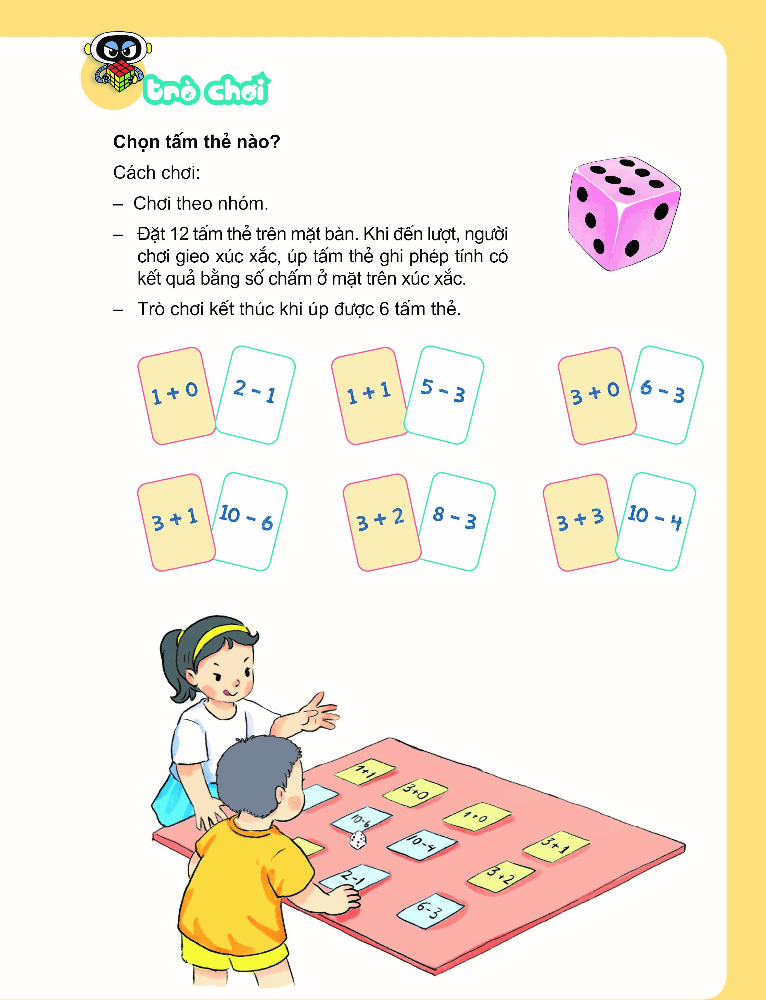 trò chơi
Chọn tấm thẻ nào?
Cách chơi:
– Chơi theo nhóm.
– Đặt 12 tấm thẻ trên mặt bàn. Khi đến lượt, người
chơi gieo xúc xắc, úp tấm thẻ ghi phép tính có
kết quả bằng số chấm ở mặt trên xúc xắc.
– Trò chơi kết thúc khi úp được 6 tấm thẻ.
1 + 0 2 - 1 1 + 1 5 - 3 3 + 0 6 - 3
3 + 1 10 - 6 3 + 2 8 - 3 3 + 3 10 - 4
1+1
3+0
10-6
1+0
10-4
3+1
2-1
3+2
6-3